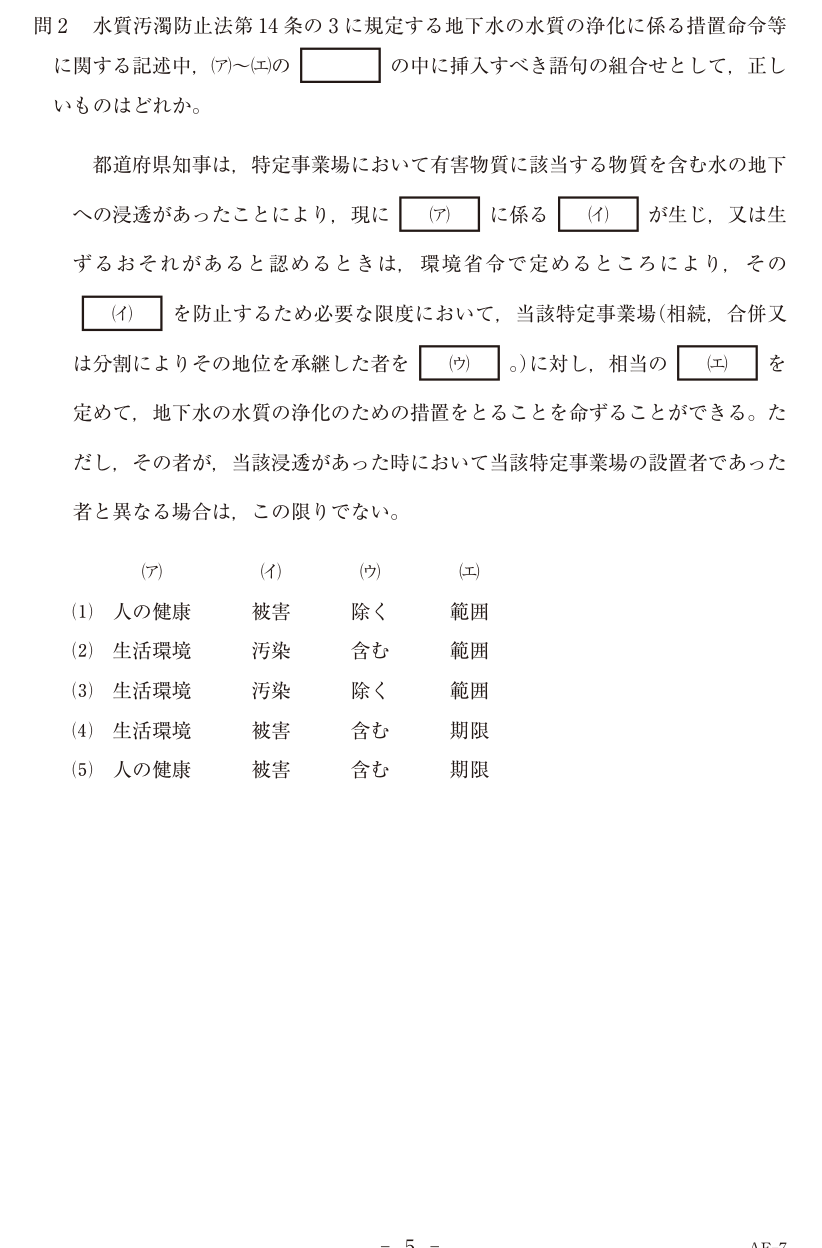 問2　水質汚濁防止法第14条の3に規定する地下水の水質の浄化に係る措置命令等
に関する記述中，㋐～㋓の　　　の中に挿入すべき語句の組合せとして，正し
いものはどれか。
都道府県知事は，特定事業場において有害物質に該当する物質を含む水の地下
への浸透があったことにより，現に (ア) に係る (イ) が生じ，又は生
ずるおそれがあると認めるときは，環境省令で定めるところにより，その
(イ) を防止するため必要な限度において，当該特定事業場(相続，合併又
は分割によりその地位を承継した者を (ウ) 。)に対し，相当の (エ) を
定めて，地下水の水質の浄化のための措置をとることを命ずることができる。た
だし，その者が，当該浸透があった時において当該特定事業場の設置者であった
者と異なる場合は，この限りでない。
(ア)　(イ)　(ウ)　(エ)
(1)　人の健康　被害　除く　範囲
(2)　生活環境　汚染　含む　範囲
(3)　生活環境　汚染　除く　範囲
(4)　生活環境　被害　含む　期限
(5)　人の健康　被害　含む　期限
－ 5 －